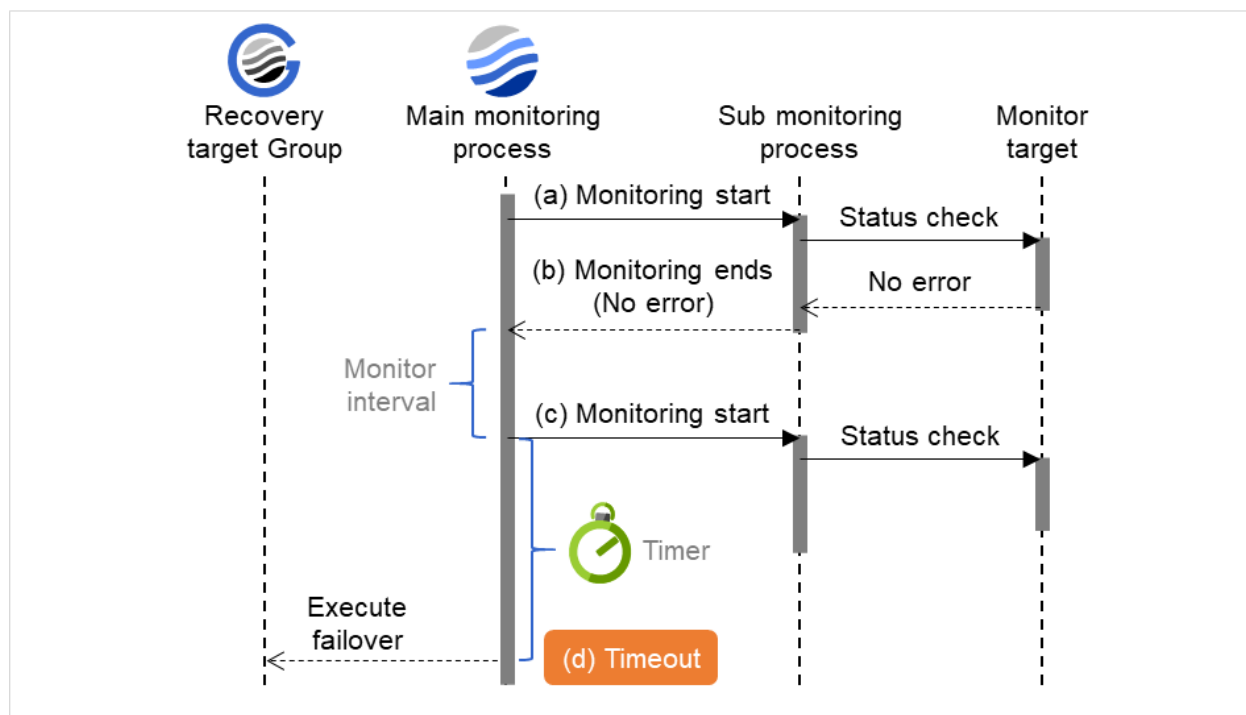 Recovery
target Group
Main monitoring
process
Sub monitoring
process
Monitor
target
(a) Monitoring start
Status check
(b) Monitoring ends
(No error)
No error
Monitor
interval
(c) Monitoring start
Status check
Timer
Execute
failover
(d) Timeout